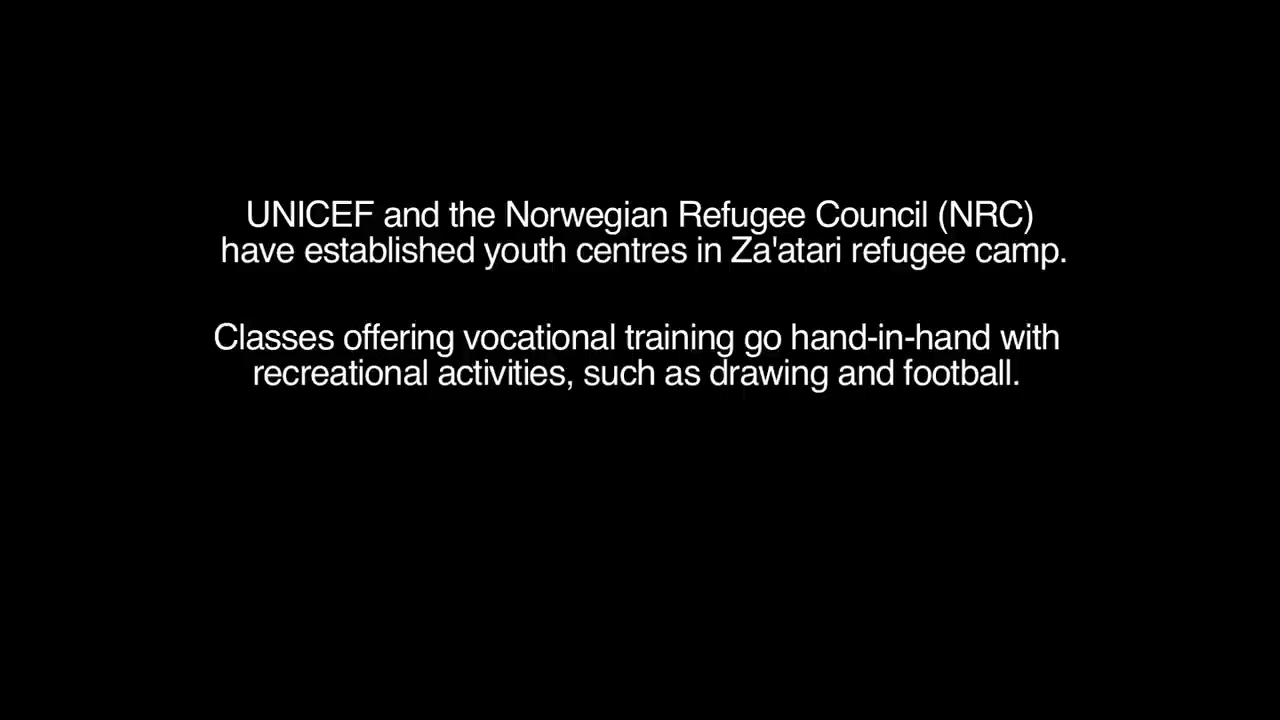 UNICEF and the Norwegian Refugee Council (NRC)
have established youth centres in Za'atari refugee camp.
Classes offering vocational training go hand-in-hand with
recreational activities, such as drawing and football.